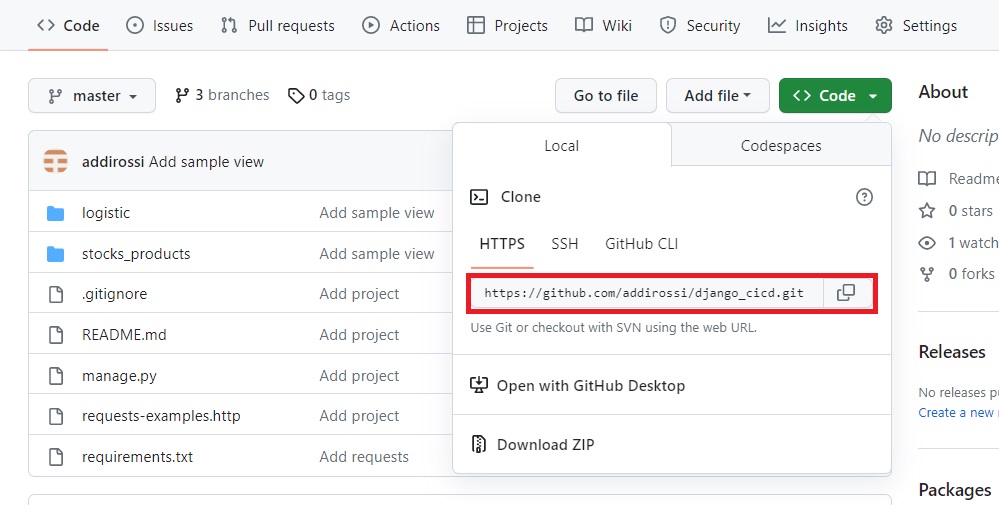 Code Issues Pull requests Actions Projects Wiki Security Insights Settings
master 3 branches 0 tags Go to file Add file Code
addirossi Add sample view
logistic Add sample view
stocks_products Add sample view
.gitignore Add project
README.md Add project
manage.py Add project
requests-examples.http Add project
requirements.txt Add requests
Local Codespaces
Clone
HTTPS SSH GitHub CLI
https://github.com/addirossi/django_cicd.git
Use Git or checkout with SVN using the web URL.
Open with GitHub Desktop
Download ZIP
About
No descrip
Readme
0 stars
1 watch
0 forks
Releases
No releases pu
Create a new
Packages